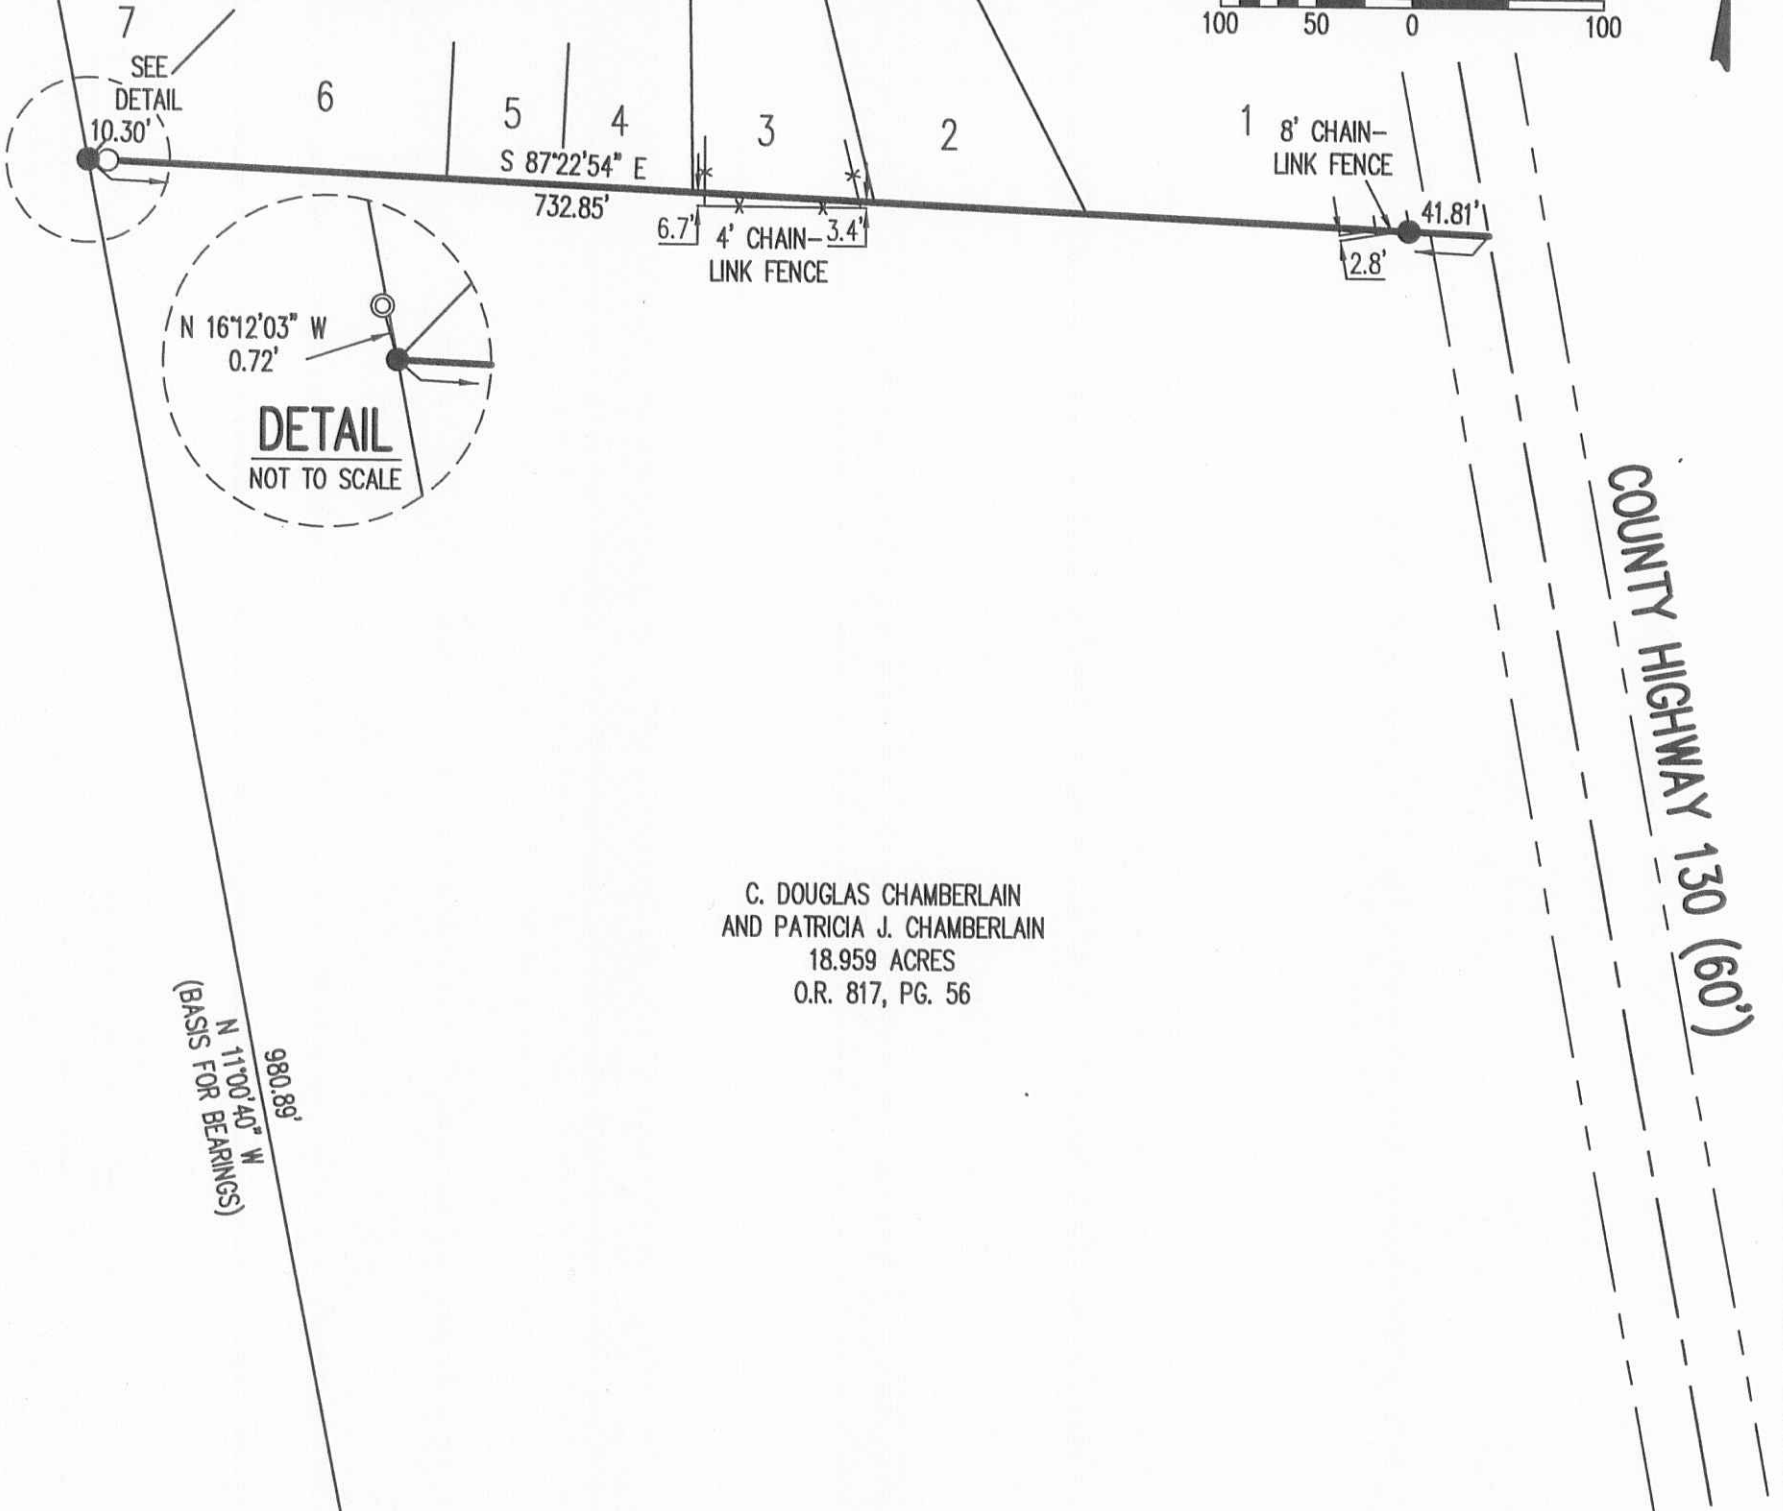 100 50 0 100
7
SEE
DETAIL
10.30'
6
5
4
3
2
1
8' CHAIN-
LINK FENCE
S 87°22'54" E
732.85'
41.81'
6.7'
4' CHAIN-
LINK FENCE
3.4'
2.8'
N 16°12'03" W
0.72'
DETAIL
NOT TO SCALE
COUNTY HIGHWAY 130 (60')
C. DOUGLAS CHAMBERLAIN
AND PATRICIA J. CHAMBERLAIN
18.959 ACRES
O.R. 817, PG. 56
980.89'
N 11°00'40" W
(BASIS FOR BEARINGS)